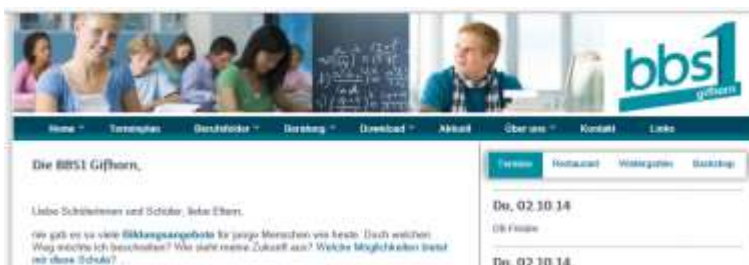 bbs1
gifhorn
Home Terminplan Berufsfelder Beratung Download Aktuell Über uns Kontakt Links
Die BBS1 Gifhorn,
Termine Restaurant Wintergarten Backshop
Liebe Schülerinnen und Schüler, liebe Eltern,
nie gab es so viele Bildungsangebote für junge Menschen wie heute. Doch welchen
Weg möchte ich beschreiten? Wie sieht meine Zukunft aus? Welche Möglichkeiten bietet
mir diese Schule?
Do, 02.10.14
Do, 02.10.14